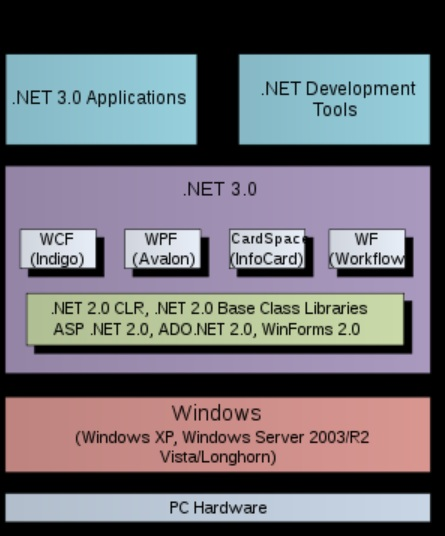 .NET 3.0 Applications
.NET Development
Tools
.NET 3.0
WCF
(Indigo)
WPF
(Avalon)
CardSpace
(InfoCard)
WF
(Workflow
.NET 2.0 CLR, .NET 2.0 Base Class Libraries
ASP .NET 2.0, ADO.NET 2.0, WinForms 2.0
Windows
(Windows XP, Windows Server 2003/R2
Vista/Longhorn)
PC Hardware